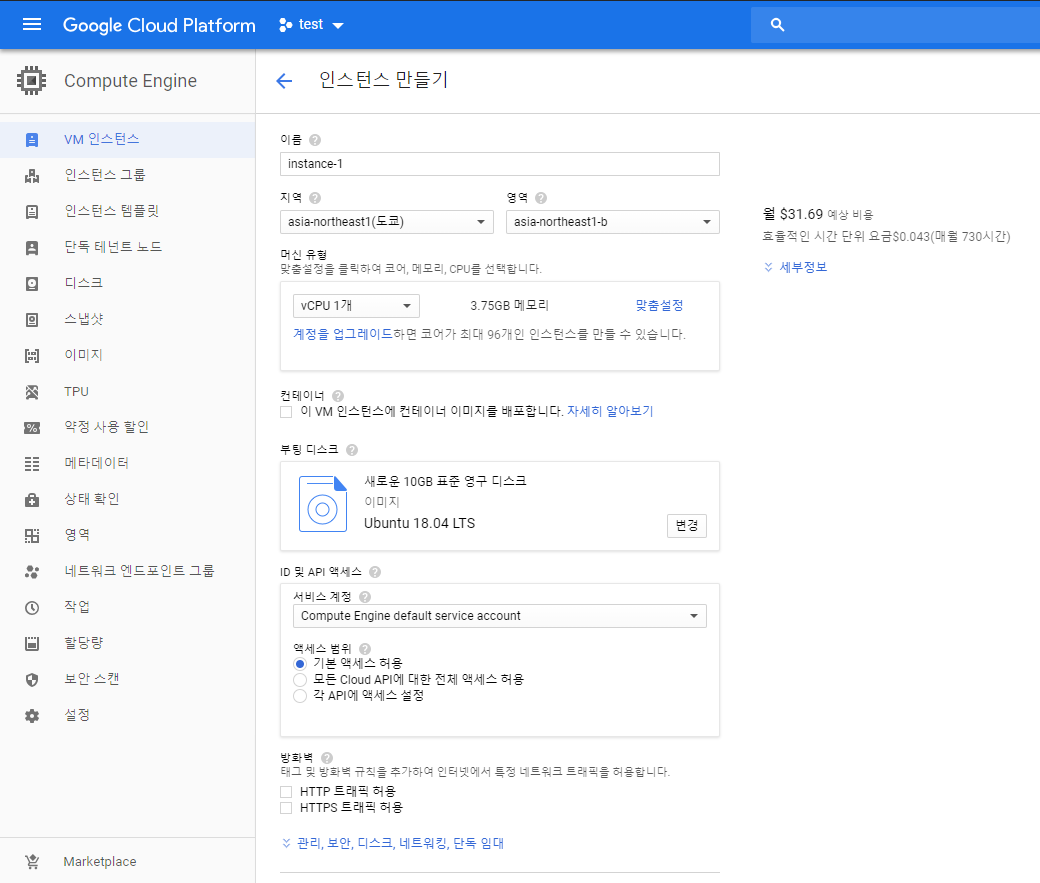 Google Cloud Platform
test
Compute Engine
인스턴스 만들기
VM 인스턴스
인스턴스 그룹
인스턴스 템플릿
단독 테넌트 노드
디스크
스냅샷
이미지
TPU
약정 사용 할인
메타데이터
상태 확인
영역
네트워크 엔드포인트 그룹
작업
할당량
보안 스캔
설정
Marketplace
이름
instance-1
지역
영역
asia-northeast1(도쿄)
asia-northeast1-b
머신 유형
맞춤설정을 클릭하여 코어, 메모리, CPU를 선택합니다.
vCPU 1개
3.75GB 메모리
맞춤설정
계정을 업그레이드하면 코어가 최대 96개인 인스턴스를 만들 수 있습니다.
컨테이너
이 VM 인스턴스에 컨테이너 이미지를 배포합니다. 자세히 알아보기
부팅 디스크
새로운 10GB 표준 영구 디스크
이미지
Ubuntu 18.04 LTS
변경
ID 및 API 액세스
서비스 계정
Compute Engine default service account
액세스 범위
기본 액세스 허용
모든 Cloud API에 대한 전체 액세스 허용
각 API에 액세스 설정
방화벽
태그 및 방화벽 규칙을 추가하여 인터넷에서 특정 네트워크 트래픽을 허용합니다.
HTTP 트래픽 허용
HTTPS 트래픽 허용
관리, 보안, 디스크, 네트워킹, 단독 임대
월 $31.69 예상 비용
효율적인 시간 단위 요금$0.043(매월 730시간)
세부정보